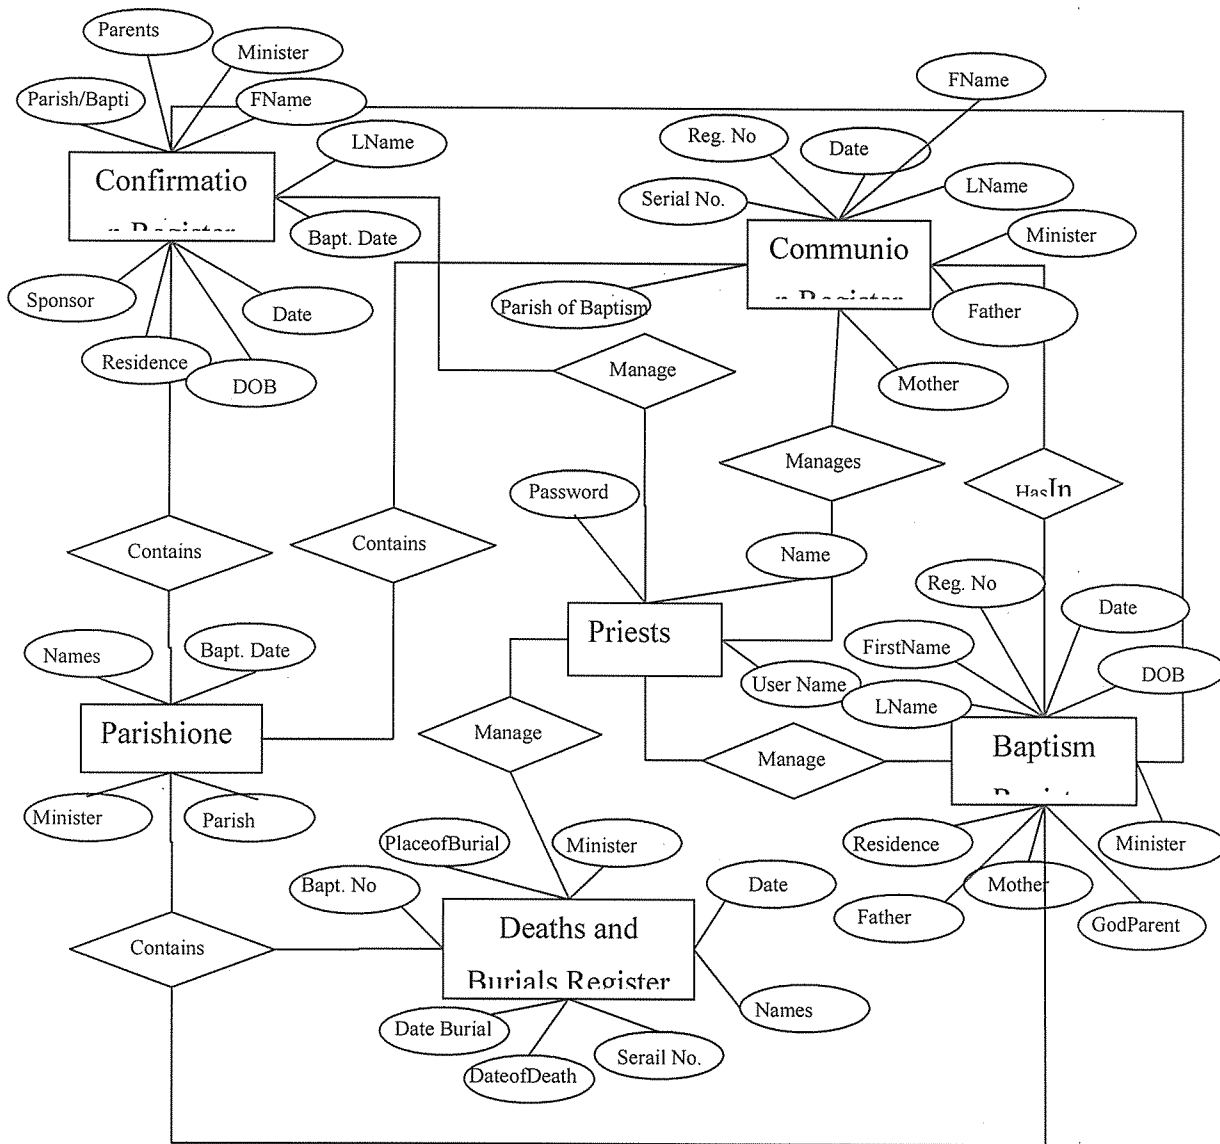 Parents
Minister
Parish/Bapti
FName
LName
Confirmatio
n Register
Bapt. Date
Sponsor
Date
Residence
DOB
FName
Reg. No
Date
Serial No.
LName
Communio
n Register
Minister
Parish of Baptism
Father
Mother
Manage
Manages
HasIn
Password
Contains
Contains
Name
Priests
User Name
Reg. No
Date
FirstName
DOB
LName
Names
Bapt. Date
Parishione
Minister
Parish
Manage
Manage
Baptism
Residence
Minister
Mother
Father
GodParent
PlaceofBurial
Minister
Bapt. No
Date
Contains
Deaths and
Burials Register
Names
Date Burial
Serail No.
DateofDeath